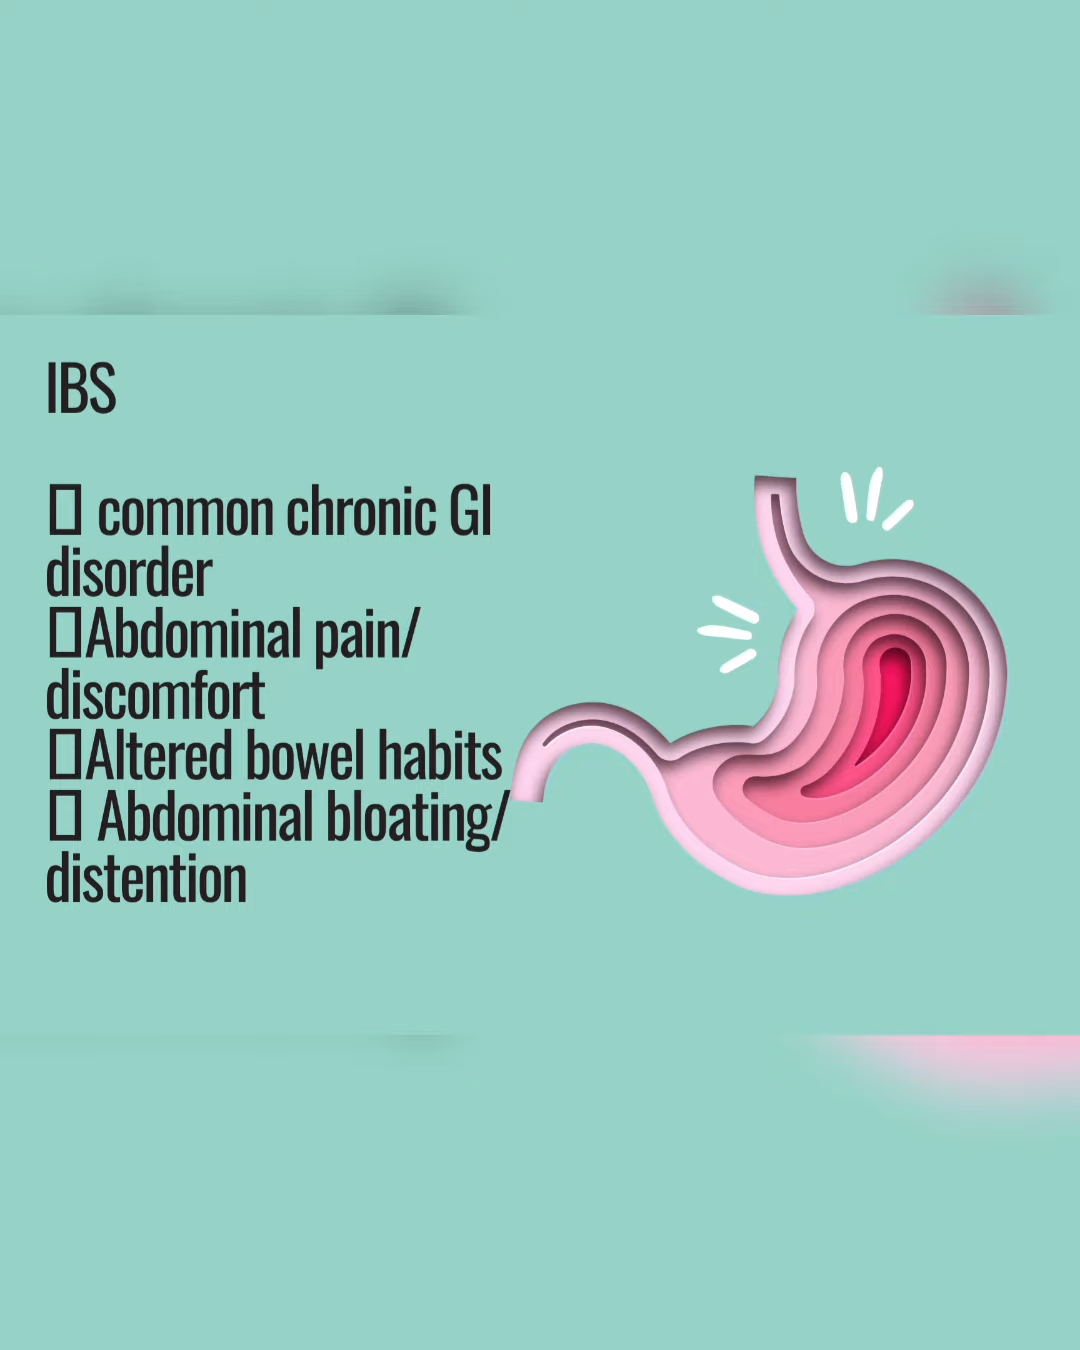 IBS
▯ common chronic GI
disorder
▯Abdominal pain/
discomfort
▯Altered bowel habits
▯ Abdominal bloating/
distention